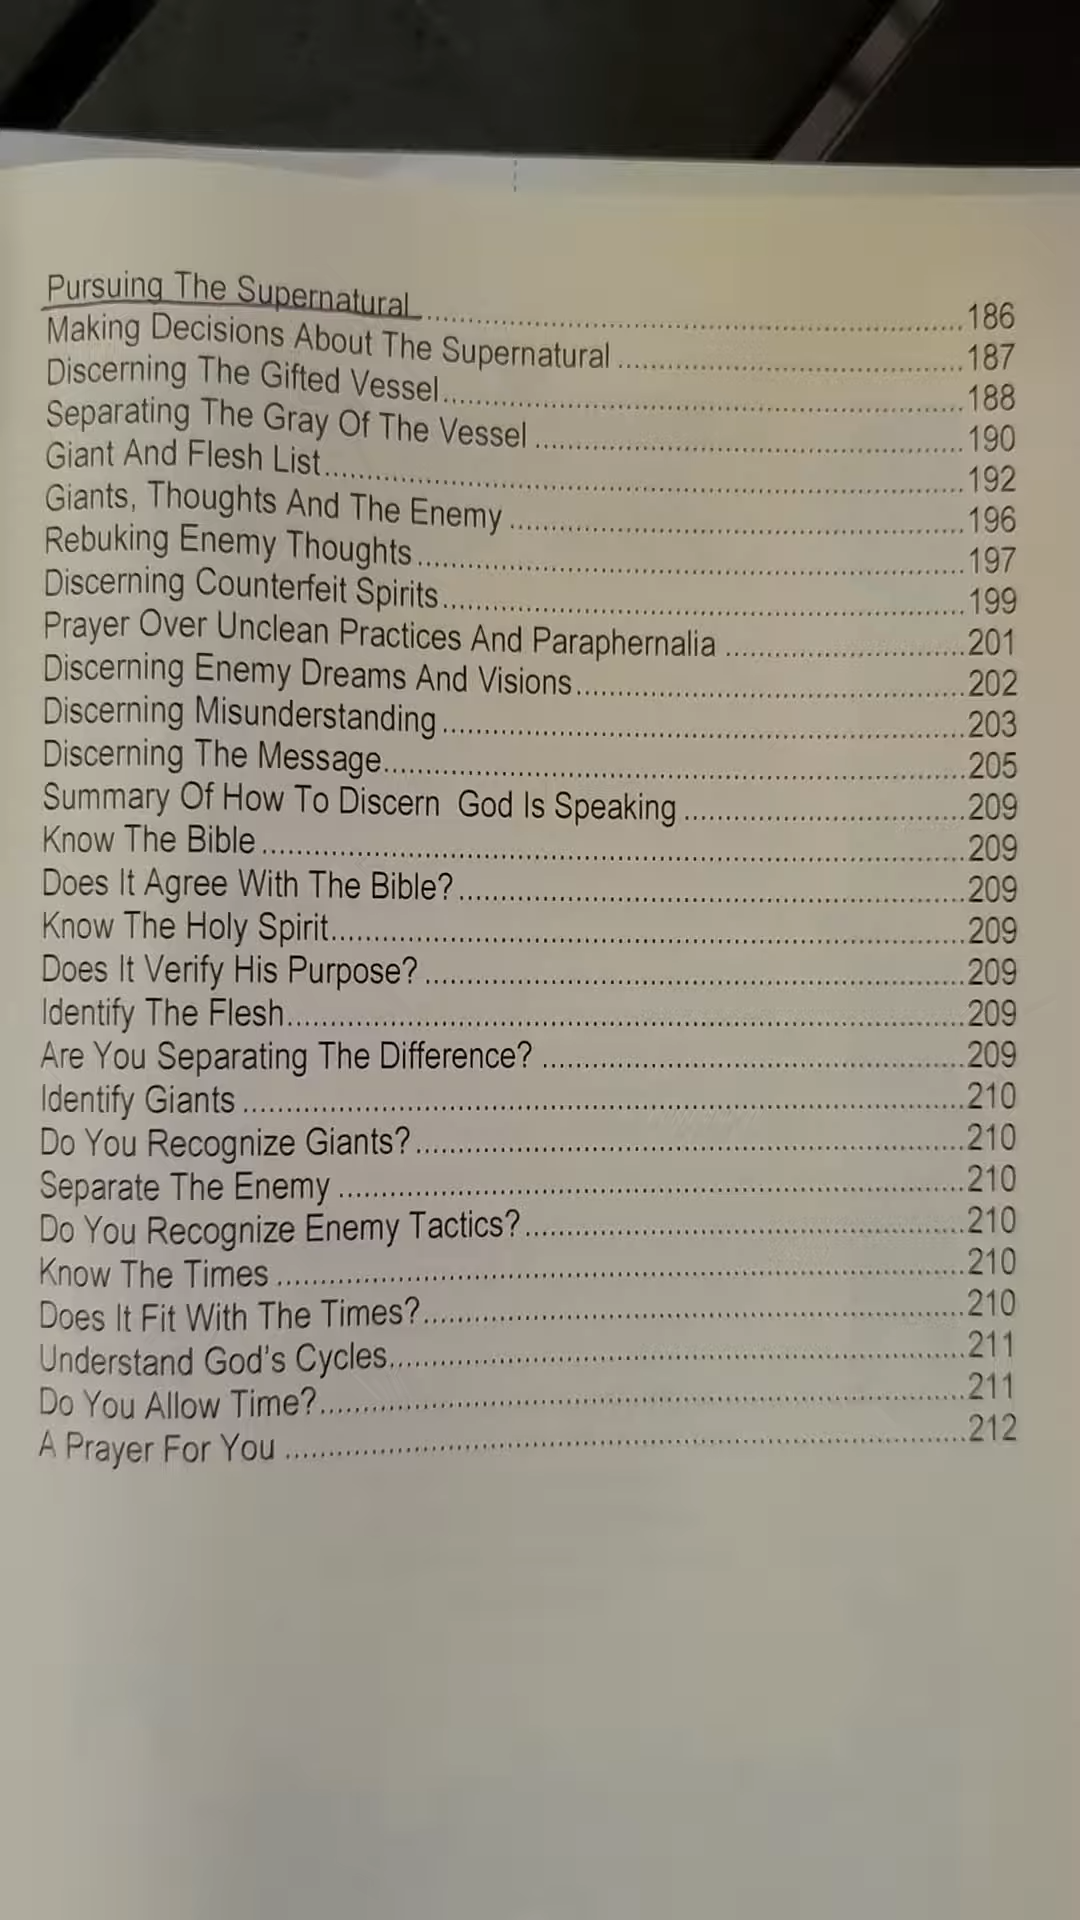 Pursuing The Supernatural 186
Making Decisions About The Supernatural 187
Discerning The Gifted Vessel 188
Separating The Gray Of The Vessel 190
Giant And Flesh List 192
Giants, Thoughts And The Enemy 196
Rebuking Enemy Thoughts 197
Discerning Counterfeit Spirits 199
Prayer Over Unclean Practices And Paraphernalia 201
Discerning Enemy Dreams And Visions 202
Discerning Misunderstanding 203
Discerning The Message 205
Summary Of How To Discern  God Is Speaking 209
Know The Bible 209
Does It Agree With The Bible? 209
Know The Holy Spirit 209
Does It Verify His Purpose? 209
Identify The Flesh 209
Are You Separating The Difference? 209
Identify Giants 210
Do You Recognize Giants? 210
Separate The Enemy 210
Do You Recognize Enemy Tactics? 210
Know The Times 210
Does It Fit With The Times? 210
Understand God's Cycles 211
Do You Allow Time? 211
A Prayer For You 212